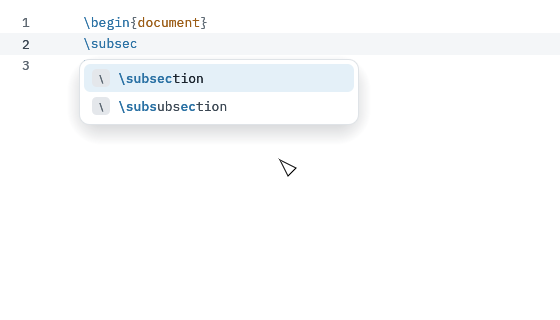 1 \begin{document}
2 \subsec
3
\ \subsection
\ \subsubsection